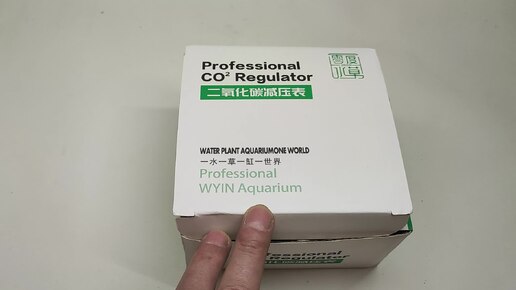 Professional
CO² Regulator
二氧化碳减压表
WATER PLANT AQUARIUMONE WORLD
一水一草一缸一世界
Professional
WYIN Aquarium
Regulator